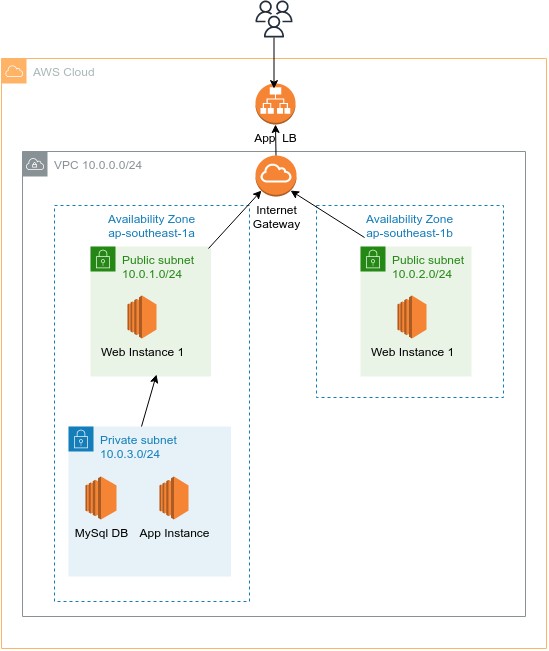 AWS Cloud
App LB
VPC 10.0.0.0/24
Internet
Gateway
Availability Zone
ap-southeast-1a
Public subnet
10.0.1.0/24
Web Instance 1
Private subnet
10.0.3.0/24
MySql DB
App Instance
Availability Zone
ap-southeast-1b
Public subnet
10.0.2.0/24
Web Instance 1